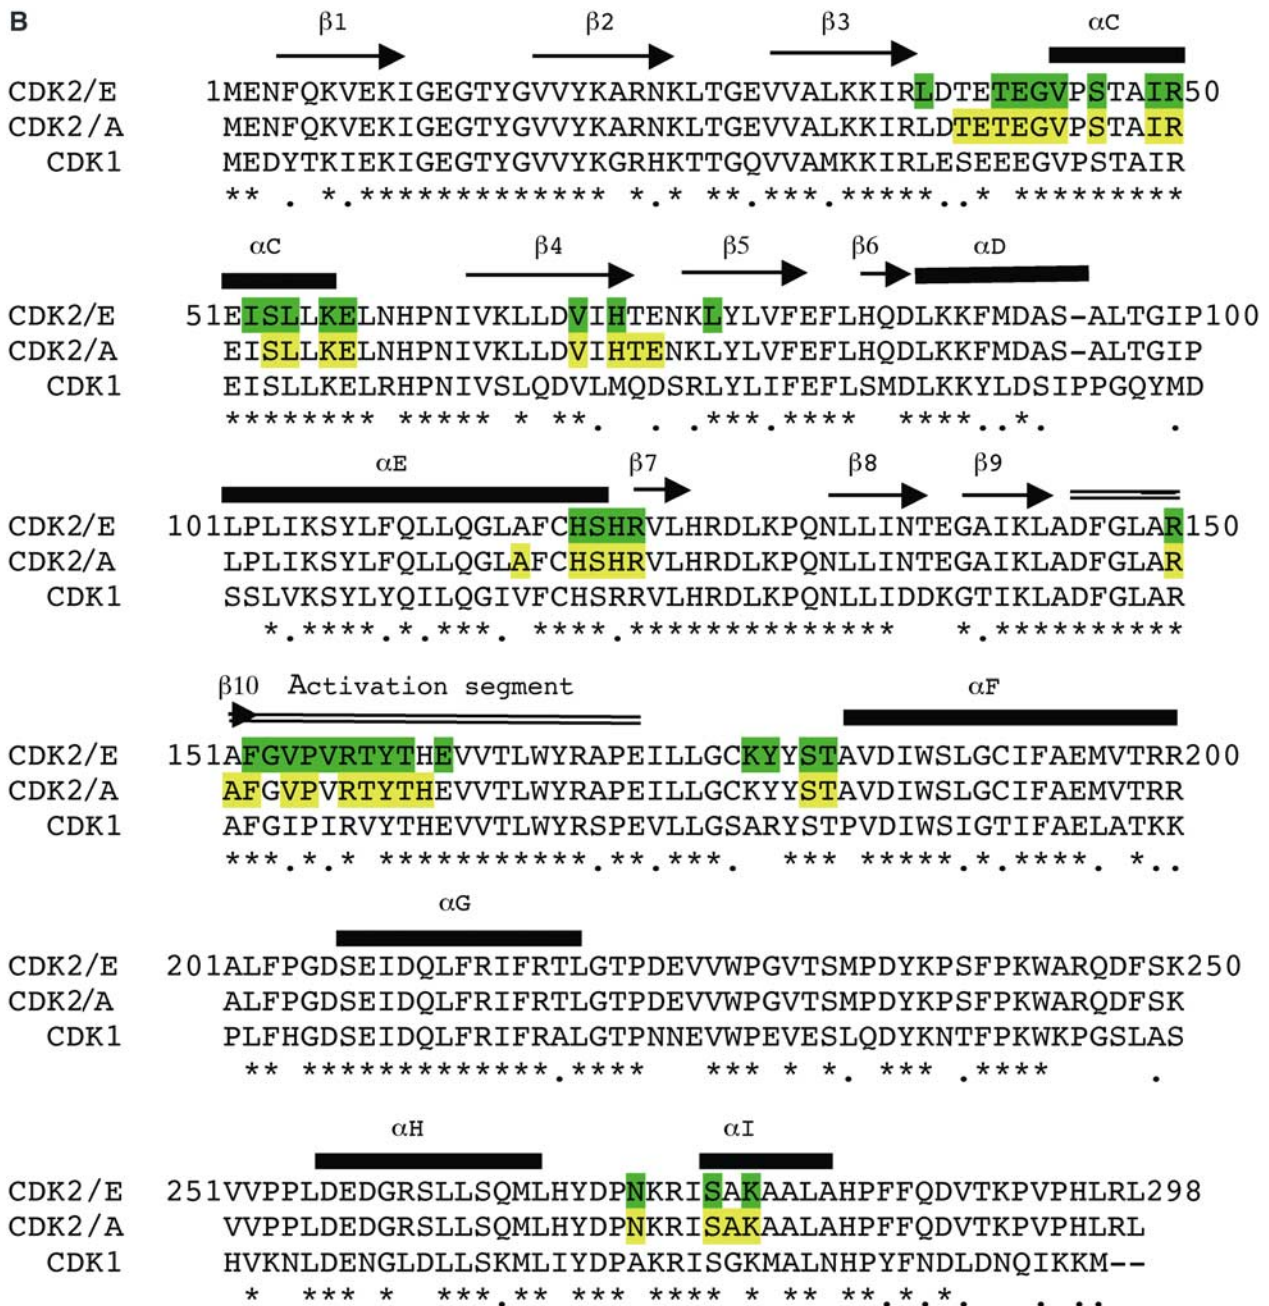 B
β1 β2 β3 αC
CDK2/E 1MENFQKVEKIGEGTYGVVYKARNKLTGEVVALKKIRLDTETEGVPSTAIR50
CDK2/A MENFQKVEKIGEGTYGVVYKARNKLTGEVVALKKIRLDTETEGVPSTAIR
CDK1 MEDYTKIEKIGEGTYGVVYKGRHKTTGQVVAMKKIRLESEEEGVPSTAIR
** . *.************** *.* **.***.*****..* *********
αC β4 β5 β6 αD
CDK2/E 51EISLLKELNHPNIVKLLDVIHTENKLYLVFEFLHQDLKKFMDAS-ALTGIP100
CDK2/A EISLLKELNHPNIVKLLDVIHTENKLYLVFEFLHQDLKKFMDAS-ALTGIP
CDK1 EISLLKELRHPNIVSLQDVLMQDSRLYLIFEFLSMDLKKYLDSIPPGQYMD
******** ***** * **. . .***.**** ****..*. .
αE β7 β8 β9
CDK2/E 101LPLIKSYLFQLLQGLAFCHSHRVLHRDLKPQNLLINTEGAIKLADFGLAR150
CDK2/A LPLIKSYLFQLLQGLAFCHSHRVLHRDLKPQNLLINTEGAIKLADFGLAR
CDK1 SSLVKSYLYQILQGIVFCHSRRVLHRDLKPQNLLIDDKGTIKLADFGLAR
*.****.*.***. ****.************** *.**********
β10 Activation segment αF
CDK2/E 151AFGVPVRTYTHEVVTLWYRAPEILLGCKYYSTAVDIWSLGCIFAEMVTRR200
CDK2/A AFGVPVRTYTHEVVTLWYRAPEILLGCKYYSTAVDIWSLGCIFAEMVTRR
CDK1 AFGIPIRVYTHEVVTLWYRSPEVLLGSARYSTPVDIWSIGTIFAELATKK
***.*.* ***********.**.***. *** *****.*.****. *..
αG
CDK2/E 201ALFPGDSEIDQLFRIFRTLGTPDEVVWPGVTSMPDYKPSFPKWARQDFSK250
CDK2/A ALFPGDSEIDQLFRIFRTLGTPDEVVWPGVTSMPDYKPSFPKWARQDFSK
CDK1 PLFHGDSEIDQLFRIFRALGTPNNEVWPEVESLQDYKNTFPKWKPGSLAS
** *************.**** *** * *. *** .**** .
αH αI
CDK2/E 251VVPPLDEDGRSLLSQMLHYDPNKRISAKAALAHPFFQDVTKPVPHLRL298
CDK2/A VVPPLDEDGRSLLSQMLHYDPNKRISAKAALAHPFFQDVTKPVPHLRL
CDK1 HVKNLDENGLDLLSKMLIYDPAKRISGKMALNHPYFNDLDNQIKKM--
* *** * ***.** *** **** * ** **.*.*. . ..